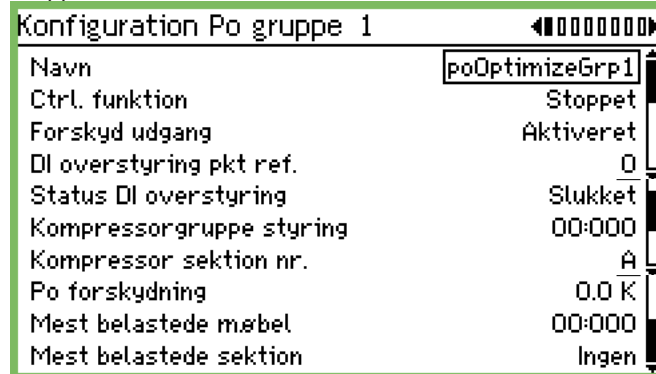 Konfiguration Po gruppe 1
Navn poOptimizeGrp1
Ctrl. funktion Stoppet
Forskyd udgang Aktiveret
DI overstyring pkt ref. 0
Status DI overstyring Slukket
Kompressorgruppe styring 00:000
Kompressor sektion nr. A
Po forskydning 0.0 K
Mest belastede møbel 00:000
Mest belastede sektion Ingen